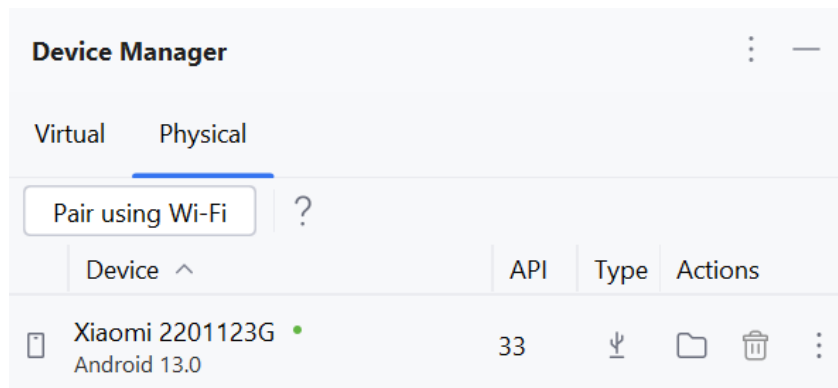 Device Manager
Virtual Physical
Pair using Wi-Fi ?
Device API Type Actions
Xiaomi 2201123G 33
Android 13.0